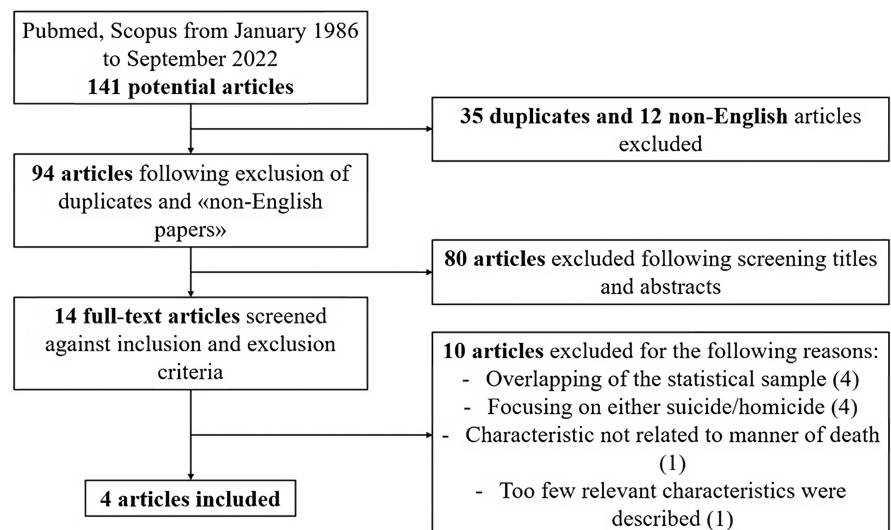 Pubmed, Scopus from January 1986
to September 2022
141 potential articles
35 duplicates and 12 non-English articles
excluded
94 articles following exclusion of
duplicates and «non-English
papers»
80 articles excluded following screening titles
and abstracts
14 full-text articles screened
against inclusion and exclusion
criteria
10 articles excluded for the following reasons:
- Overlapping of the statistical sample (4)
- Focusing on either suicide/homicide (4)
- Characteristic not related to manner of death
(1)
- Too few relevant characteristics were
described (1)
4 articles included